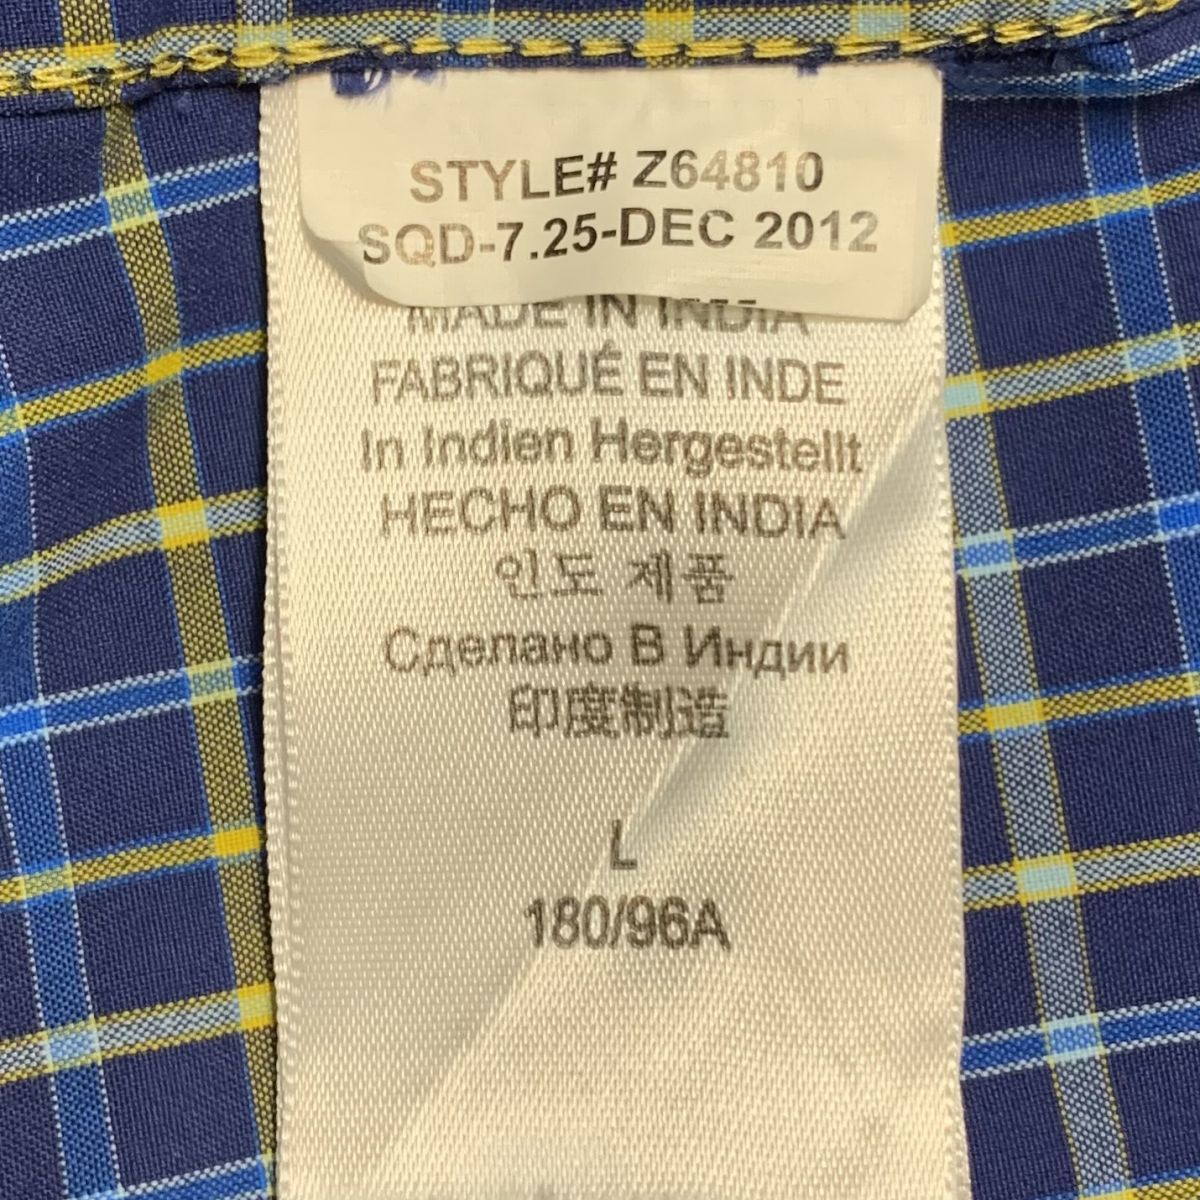 STYLE# Z64810
SQD-7.25-DEC 2012
MADE IN INDIA
FABRIQUÉ EN INDE
In Indien Hergestellt
HECHO EN INDIA
인도 제품
Сделано В Индии
印度制造
L
180/96A